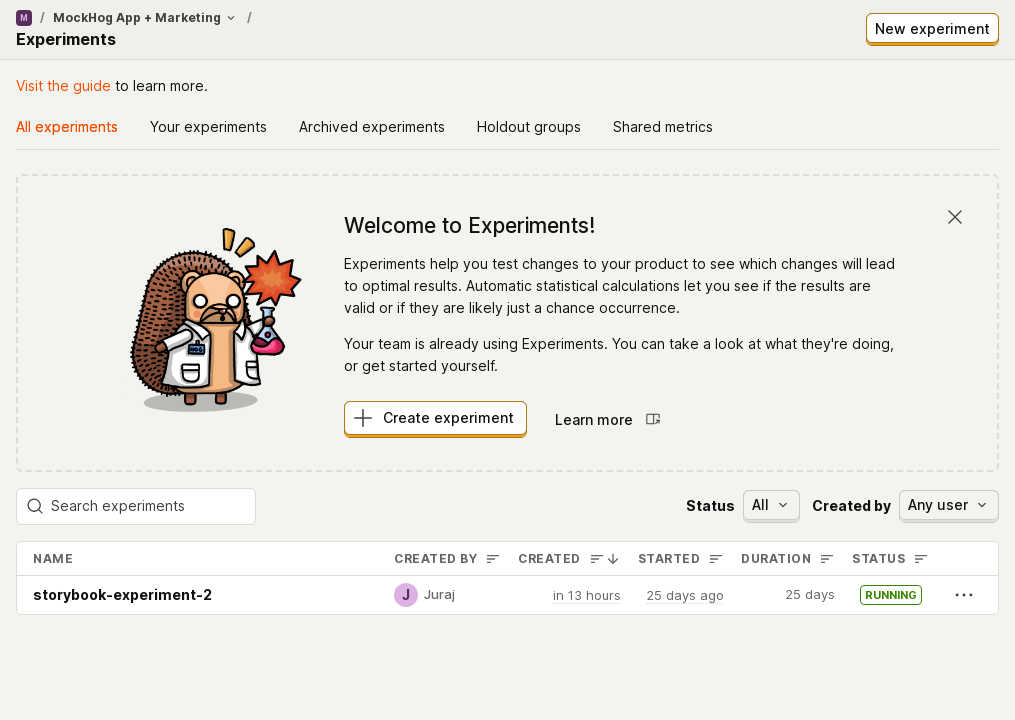 M / MockHog App + Marketing /
Experiments
New experiment
Visit the guide to learn more.
All experiments Your experiments Archived experiments Holdout groups Shared metrics
Welcome to Experiments!
Experiments help you test changes to your product to see which changes will lead
to optimal results. Automatic statistical calculations let you see if the results are
valid or if they are likely just a chance occurrence.
Your team is already using Experiments. You can take a look at what they're doing,
or get started yourself.
Create experiment Learn more
Search experiments Status All Created by Any user
NAME CREATED BY CREATED STARTED DURATION STATUS
storybook-experiment-2 J Juraj in 13 hours 25 days ago 25 days RUNNING